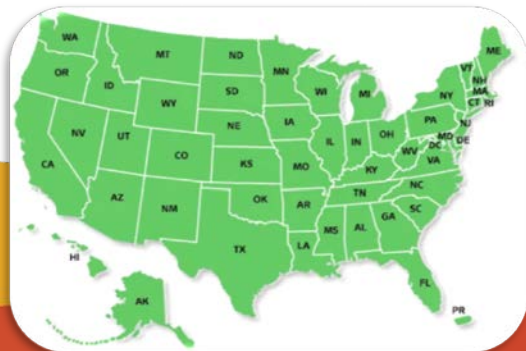 WA
MT
ND
MN
ME
VT
NH
OR
ID
SD
WI
MI
NY
MA
CT
RI
WY
IA
PA
NJ
NE
OH
MD
DE
NV
UT
CO
IL
IN
DC
WV
VA
CA
KS
MO
KY
AZ
NM
OK
TN
NC
AR
SC
MS
AL
GA
TX
LA
HI
AK
FL
PR